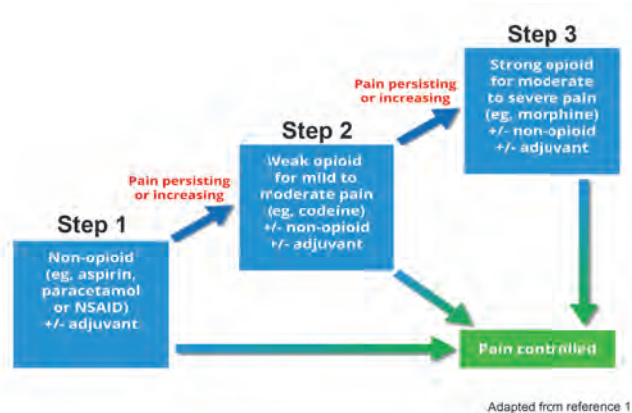 Step 1
Non-opioid
(eg, aspirin,
paracetamol
or NSAID)
+/- adjuvant
Pain persisting
or increasing
Step 2
Weak opioid
for mild to
moderate pain
(eg, codeine)
+/- non-opioid
+/- adjuvant
Pain persisting
or increasing
Step 3
Strong opioid
for moderate
to severe pain
(eg, morphine)
+/- non-opioid
+/- adjuvant
Pain controlled
Adapted from reference 1